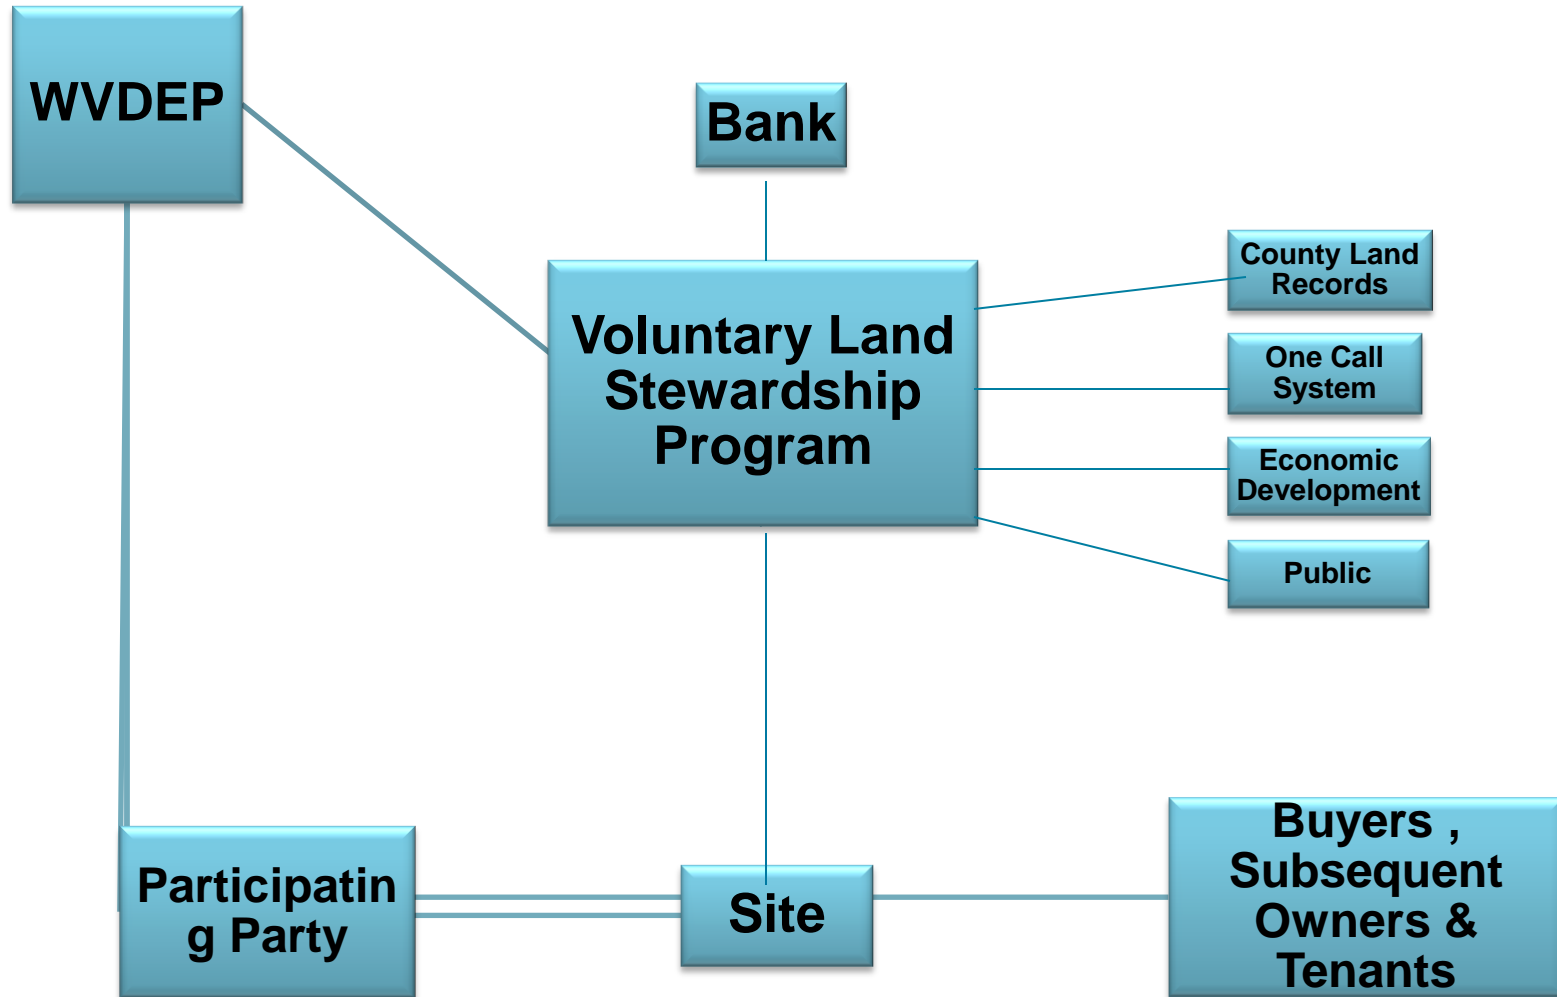 WVDEP
Bank
Voluntary Land
Stewardship
Program
County Land
Records
One Call
System
Economic
Development
Public
Participatin
g Party
Site
Buyers ,
Subsequent
Owners &
Tenants